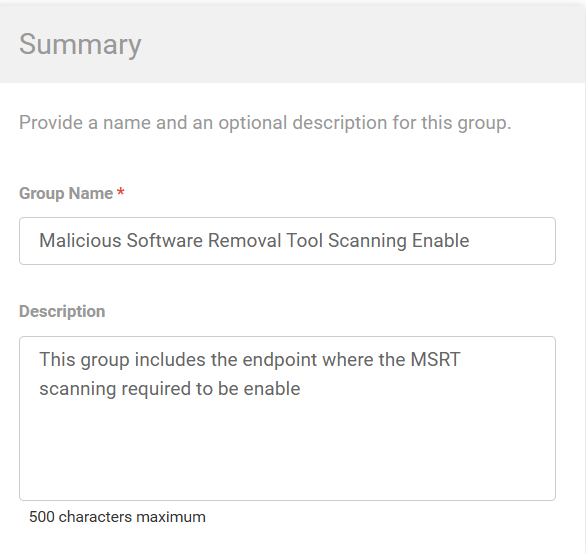 Summary
Provide a name and an optional description for this group.
Group Name *
Malicious Software Removal Tool Scanning Enable
Description
This group includes the endpoint where the MSRT
scanning required to be enable
500 characters maximum